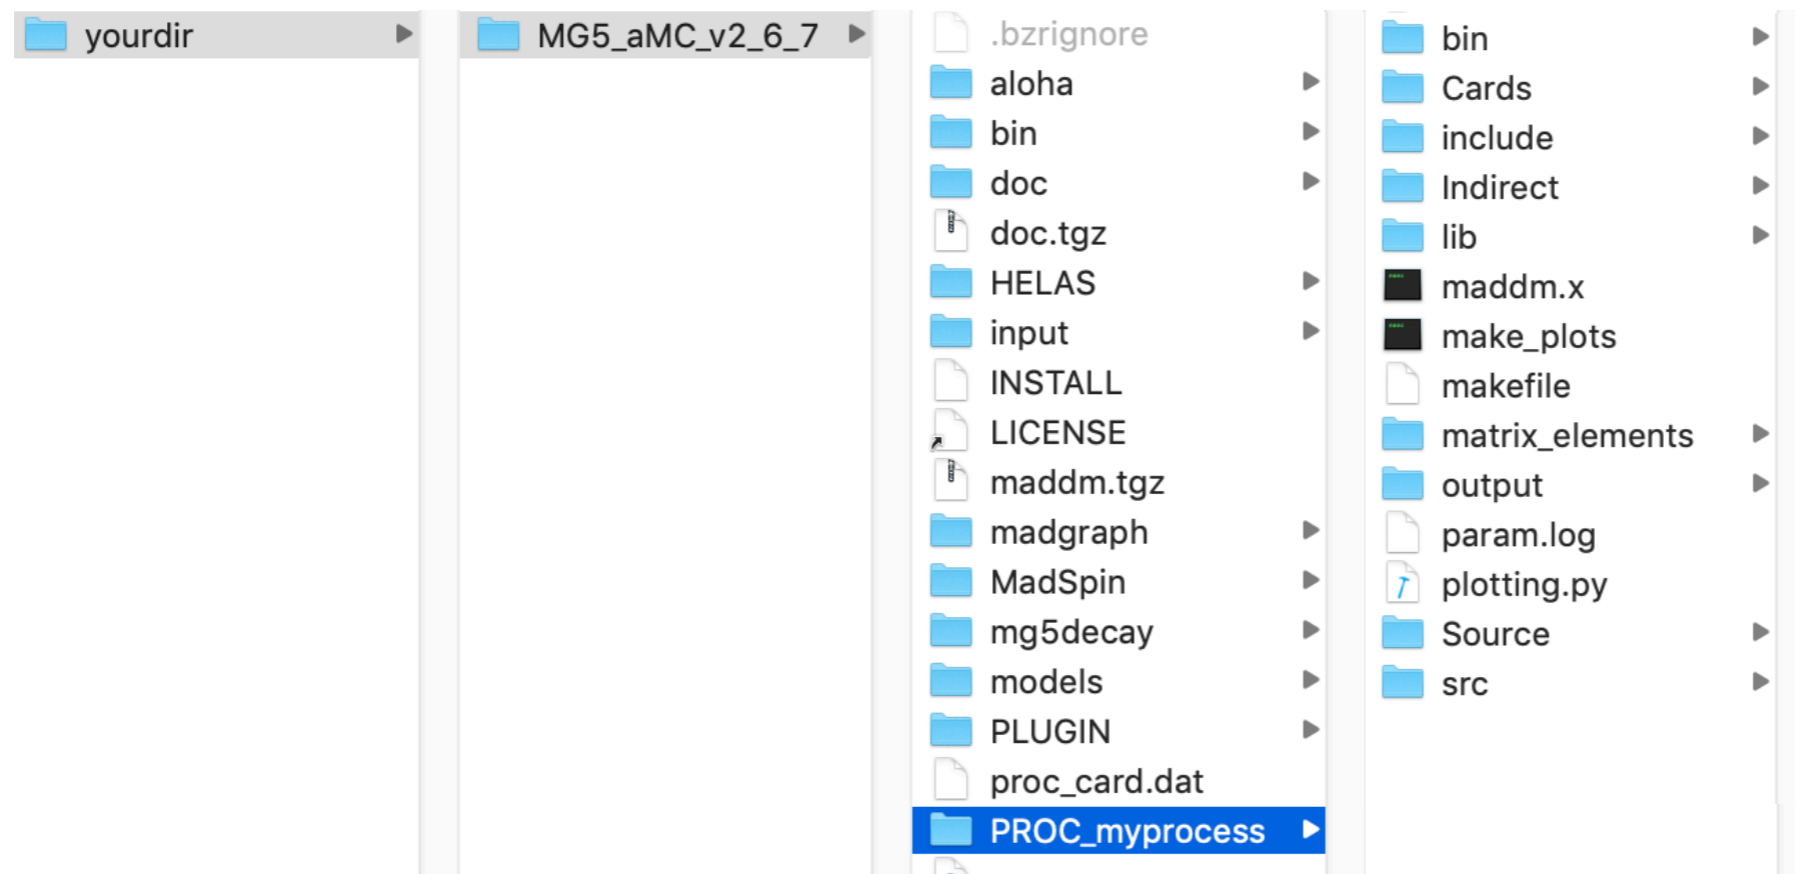 yourdir
MG5_aMC_v2_6_7
.bzrignore
aloha
bin
doc
doc.tgz
HELAS
input
INSTALL
LICENSE
maddm.tgz
madgraph
MadSpin
mg5decay
models
PLUGIN
proc_card.dat
PROC_myprocess
bin
Cards
include
Indirect
lib
maddm.x
make_plots
makefile
matrix_elements
output
param.log
plotting.py
Source
src